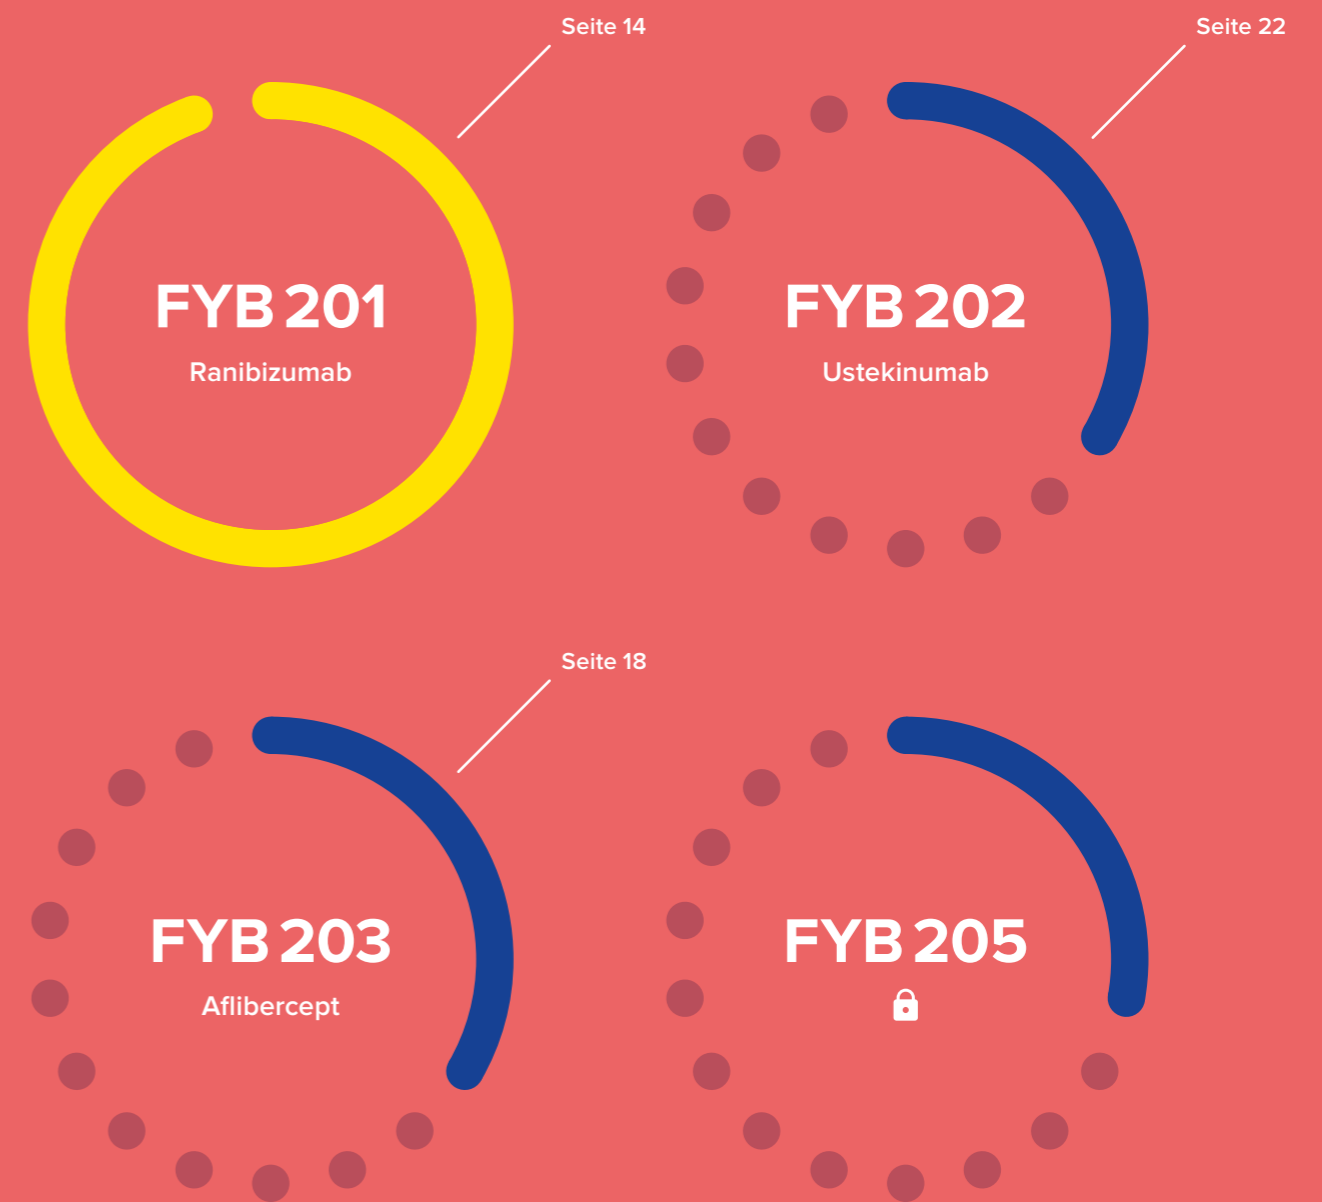 Seite 14
Seite 22
FYB 201
Ranibizumab
FYB 202
Ustekinumab
Seite 18
FYB 203
Aflibercept
FYB 205